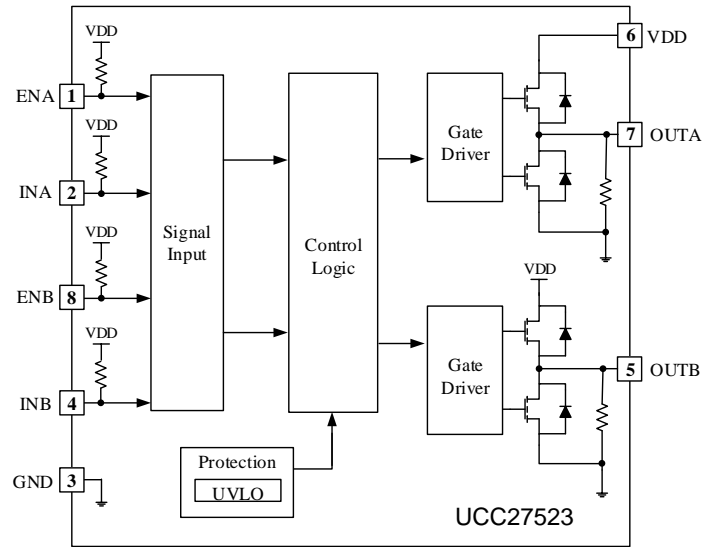 VDD
ENA 1
VDD
INA 2
VDD
ENB 8
VDD
INB 4
GND 3
Signal
Input
Control
Logic
Protection
UVLO
Gate
Driver
6 VDD
7 OUTA
VDD
Gate
Driver
5 OUTB
UCC27523